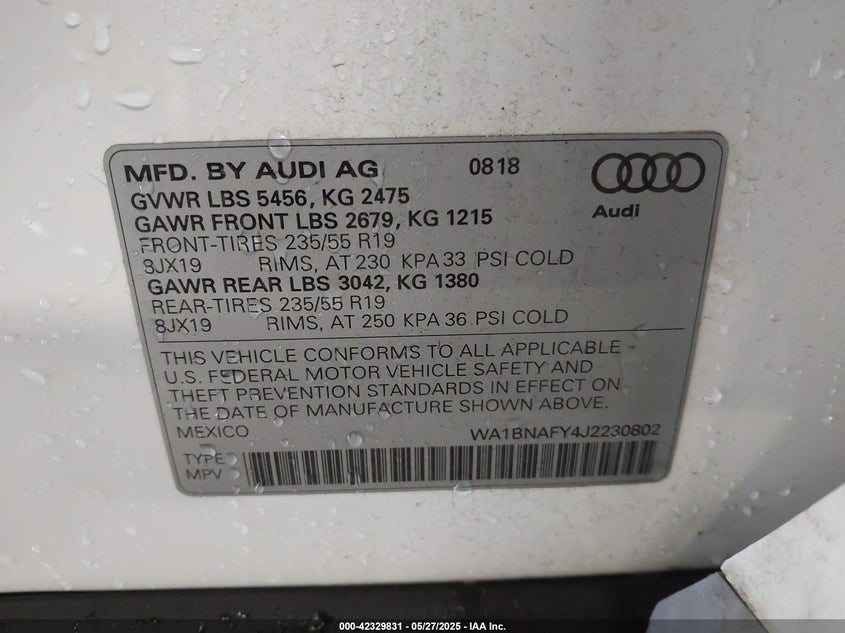 MFD. BY AUDI AG 0818
GVWR LBS 5456, KG 2475
GAWR FRONT LBS 2679, KG 1215
Audi
FRONT-TIRES 235/55 R19
8JX19 RIMS, AT 230 KPA 33 PSI COLD
GAWR REAR LBS 3042, KG 1380
REAR-TIRES 235/55 R19
8JX19 RIMS, AT 250 KPA 36 PSI COLD
THIS VEHICLE CONFORMS TO ALL APPLICABLE
U.S. FEDERAL MOTOR VEHICLE SAFETY AND
THEFT PREVENTION STANDARDS IN EFFECT ON
THE DATE OF MANUFACTURE SHOWN ABOVE.
MEXICO WA1BNAFY4J2230802
TYPE:
MPV
000-42329831 - 05/27/2025 - IAA Inc.